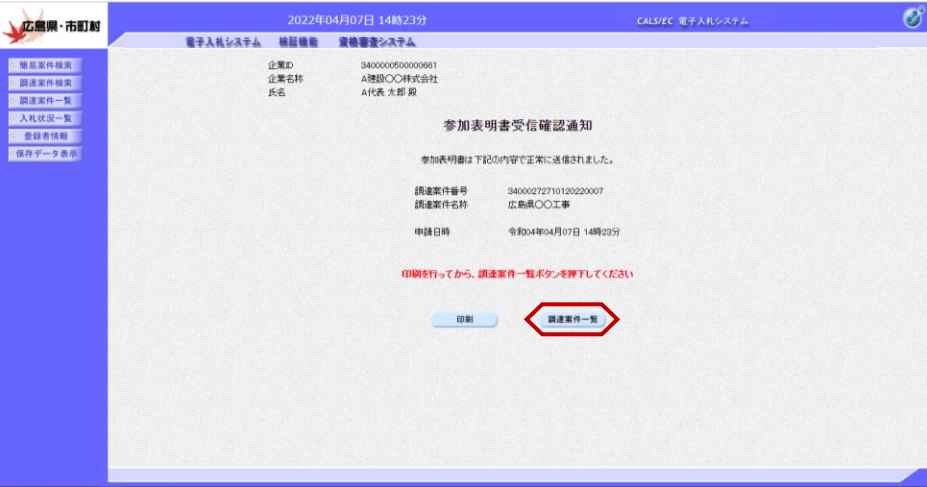 広島県・市町村
2022年04月07日 14時23分
CALS/EC 電子入札システム
電子入札システム 検証機能 資格審査システム
簡易案件検索
調達案件検索
調達案件一覧
入札状況一覧
登録者情報
保存データ表示
企業ID 3400000500000661
企業名称 A建設〇〇株式会社
氏名 A代表 太郎 殿
参加表明書受信確認通知
参加表明書は下記の内容で正常に送信されました。
調達案件番号 34000272710120220007
調達案件名称 広島県〇〇工事
申請日時 令和04年04月07日 14時23分
印刷を行ってから、調達案件一覧ボタンを押下してください
印刷 調達案件一覧